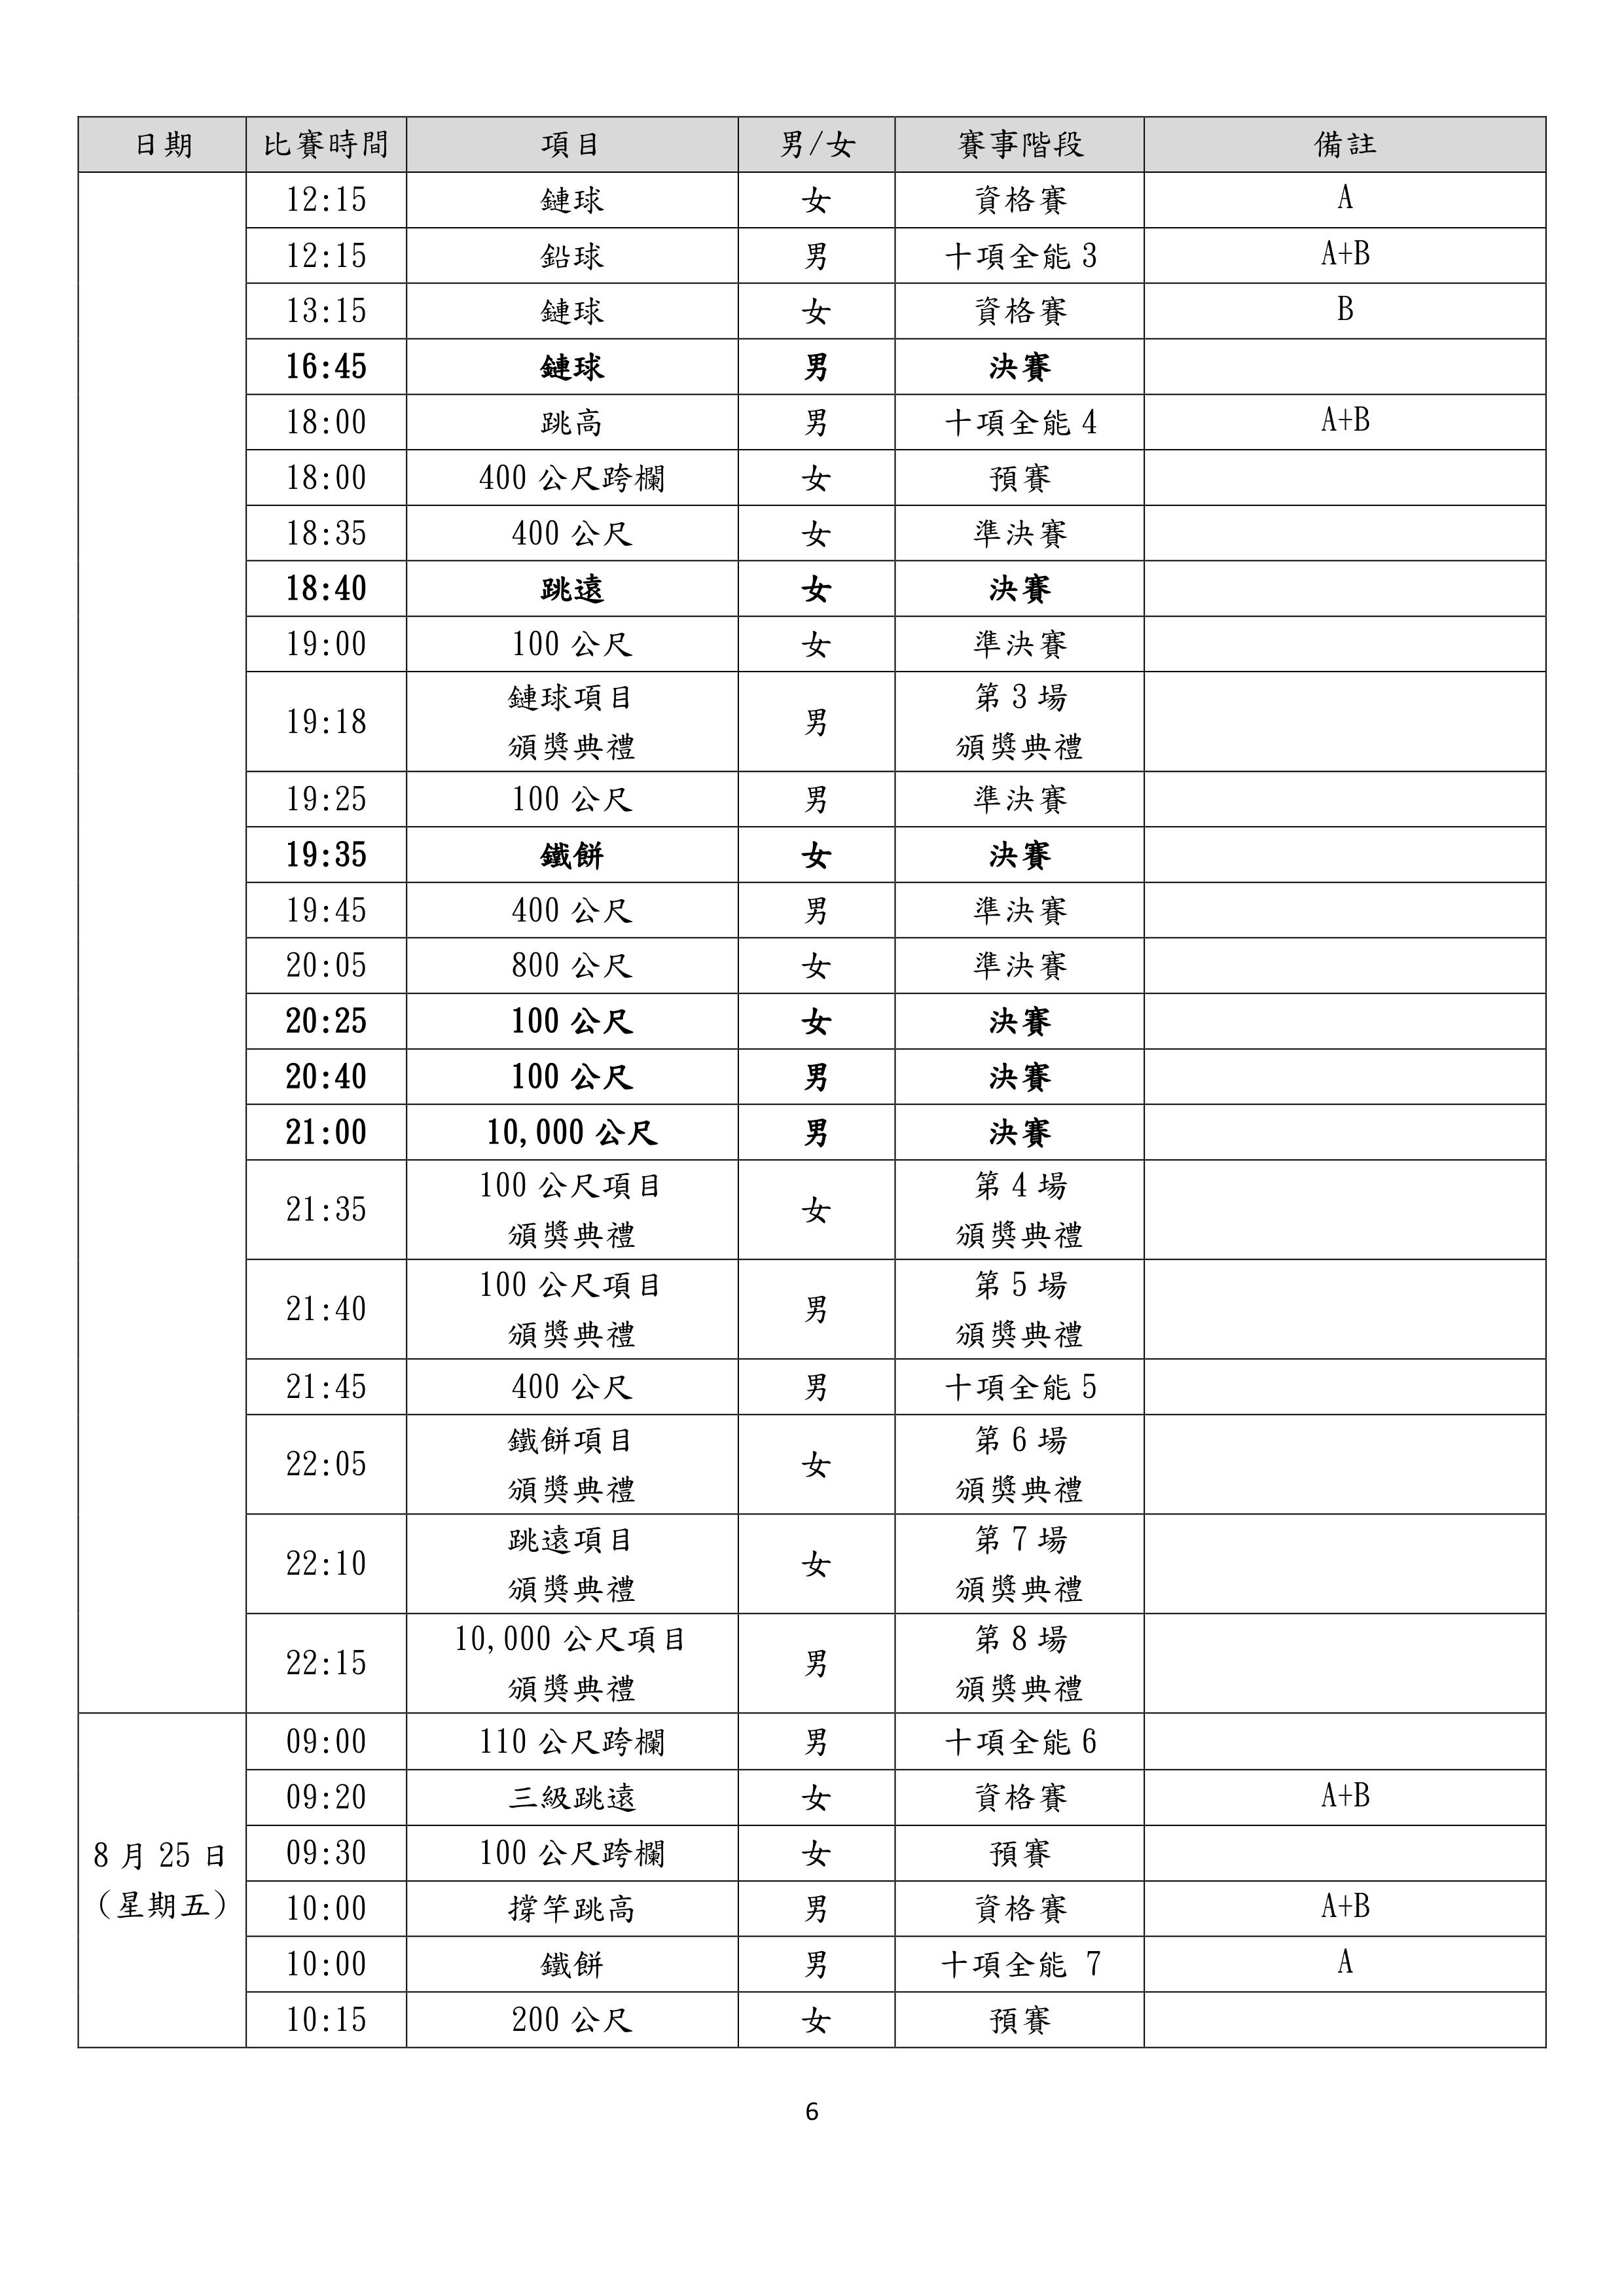 日期 比賽時間 項目 男/女 賽事階段 備註
12:15 鏈球 女 資格賽 A
12:15 鉛球 男 十項全能 3 A+B
13:15 鏈球 女 資格賽 B
16:45 鏈球 男 決賽
18:00 跳高 男 十項全能 4 A+B
18:00 400 公尺跨欄 女 預賽
18:35 400 公尺 女 準決賽
18:40 跳遠 女 決賽
19:00 100 公尺 女 準決賽
19:18 鏈球項目 男 第 3 場
頒獎典禮 頒獎典禮
19:25 100 公尺 男 準決賽
19:35 鐵餅 女 決賽
19:45 400 公尺 男 準決賽
20:05 800 公尺 女 準決賽
20:25 100 公尺 女 決賽
20:40 100 公尺 男 決賽
21:00 10,000 公尺 男 決賽
21:35 100 公尺項目 女 第 4 場
頒獎典禮 頒獎典禮
21:40 100 公尺項目 男 第 5 場
頒獎典禮 頒獎典禮
21:45 400 公尺 男 十項全能 5
22:05 鐵餅項目 女 第 6 場
頒獎典禮 頒獎典禮
22:10 跳遠項目 女 第 7 場
頒獎典禮 頒獎典禮
22:15 10,000 公尺項目 男 第 8 場
頒獎典禮 頒獎典禮
8 月 25 日
（星期五）
09:00 110 公尺跨欄 男 十項全能 6
09:20 三級跳遠 女 資格賽 A+B
09:30 100 公尺跨欄 女 預賽
10:00 撐竿跳高 男 資格賽 A+B
10:00 鐵餅 男 十項全能 7 A
10:15 200 公尺 女 預賽
6